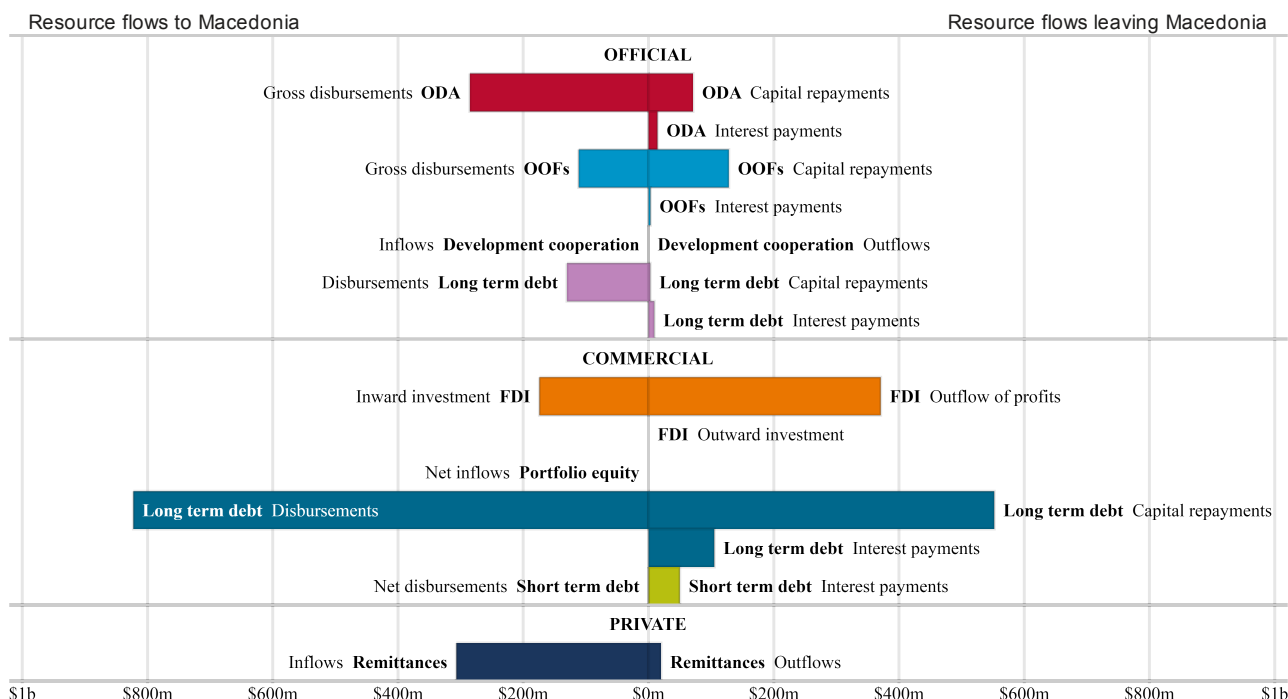 Resource flows to Macedonia Resource flows leaving Macedonia
OFFICIAL
Gross disbursements ODA ODA Capital repayments
ODA Interest payments
Gross disbursements OOFs OOFs Capital repayments
OOFs Interest payments
Inflows Development cooperation Development cooperation Outflows
Disbursements Long term debt Long term debt Capital repayments
Long term debt Interest payments
COMMERCIAL
Inward investment FDI FDI Outflow of profits
FDI Outward investment
Net inflows Portfolio equity
Long term debt Disbursements Long term debt Capital repayments
Long term debt Interest payments
Net disbursements Short term debt Short term debt Interest payments
PRIVATE
Inflows Remittances Remittances Outflows
$1b $800m $600m $400m $200m $0m $200m $400m $600m $800m $1b